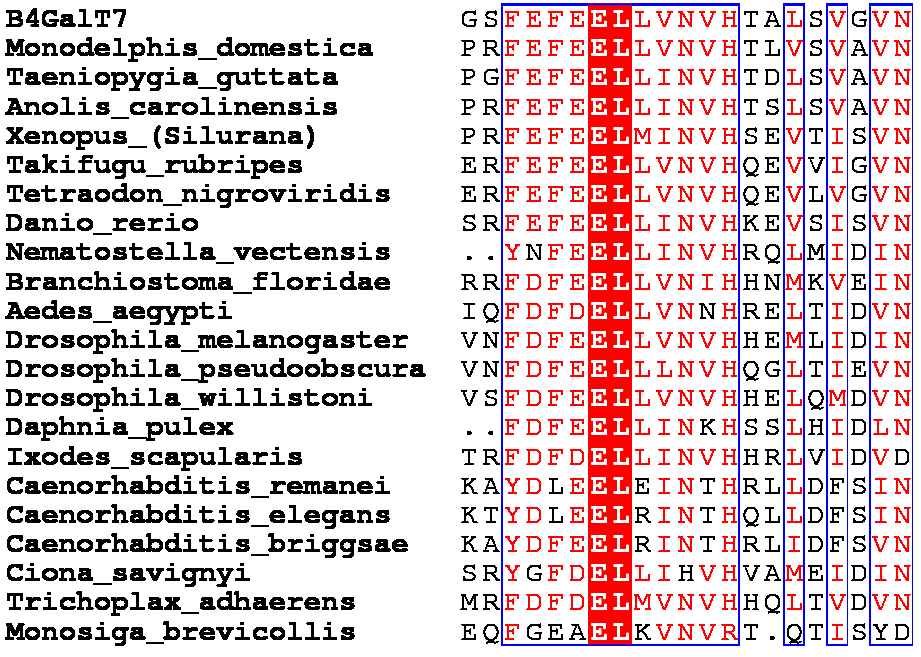 B4GalT7 GSFEFEELLVNVHTALSVGVN
Monodelphis_domestica PRFEFEELLVNVHTLVSVAVN
Taeniopygia_guttata PGFEFEELLINVHTDLSVAVN
Anolis_carolinensis PRFEFEELLINVHTSLSVAVN
Xenopus_(Silurana) PRFEFEELMINVHSEVTISVN
Takifugu_rubripes ERFEFEELLVNVHQEVVIGVN
Tetraodon_nigroviridis ERFEFEELLVNVHQEVLVGVN
Danio_rerio SRFEFEELLINVHKEVSISVN
Nematostella_vectensis ..YNFEELLINVHRQLMIDIN
Branchiostoma_floridae RRFDFEELLVNIHHNMKVEIN
Aedes_aegypti IQFDFDELLVNNHRELTIDVN
Drosophila_melanogaster VNFDFEELLVNVHHEMLIDIN
Drosophila_pseudoobscura VNFDFEELLLNVHQGLTIEVN
Drosophila_willistoni VSFDFEELLVNVHHELQMDVN
Daphnia_pulex ..FDFEELLINKHSSLHIDLN
Ixodes_scapularis TRFDFEELLINVHHRLVIDVD
Caenorhabditis_remanei KAYDLEELEINTHRLLDFSIN
Caenorhabditis_elegans KTYDLEELRINTHQLLDFSIN
Caenorhabditis_briggsae KAYDFEELRINTHRLIDFSVN
Ciona_savignyi SRYGFDELLIHVHVAMEIDIN
Trichoplax_adhaerens MRFDFDELMVNVHHQLTVDVN
Monosiga_brevicollis EQFGEAELKVNVRT.QTISYD